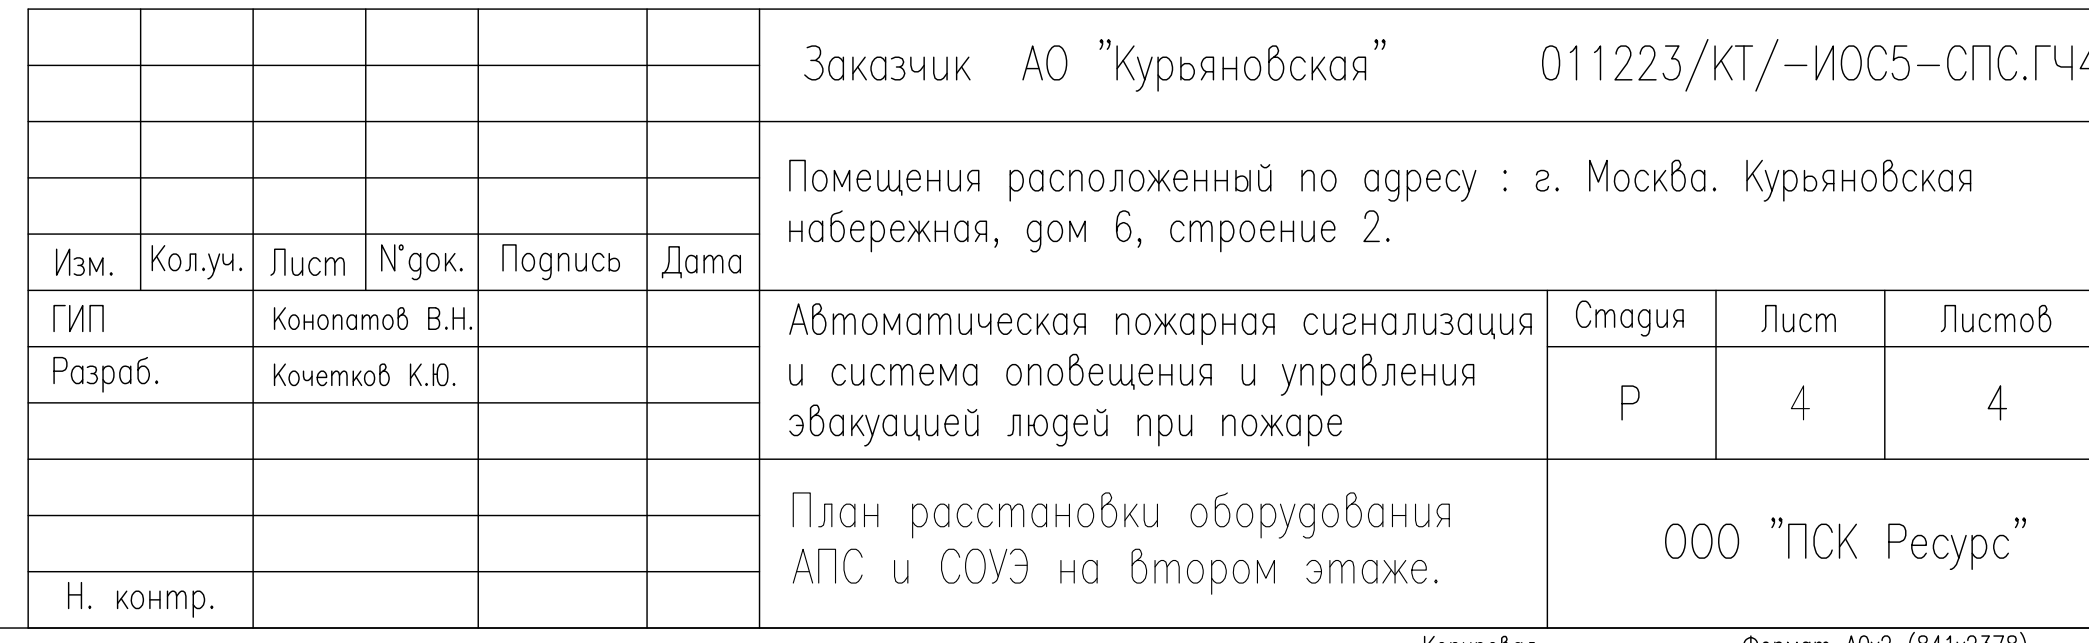 Заказчик АО "Курьяновская" 011223/КТ/-ИОС5-СПС.ГЧ4
Помещения расположенный по адресу : г. Москва. Курьяновская
набережная, дом 6, строение 2.
Изм. Кол.уч. Лист N°док. Подпись Дата
ГИП Конопатов В.Н.
Разраб. Кочетков К.Ю.
Н. контр.
Автоматическая пожарная сигнализация
и система оповещения и управления
эвакуацией людей при пожаре
Стадия Лист Листов
Р 4 4
План расстановки оборудования
АПС и СОУЭ на втором этаже.
ООО "ПСК Ресурс"